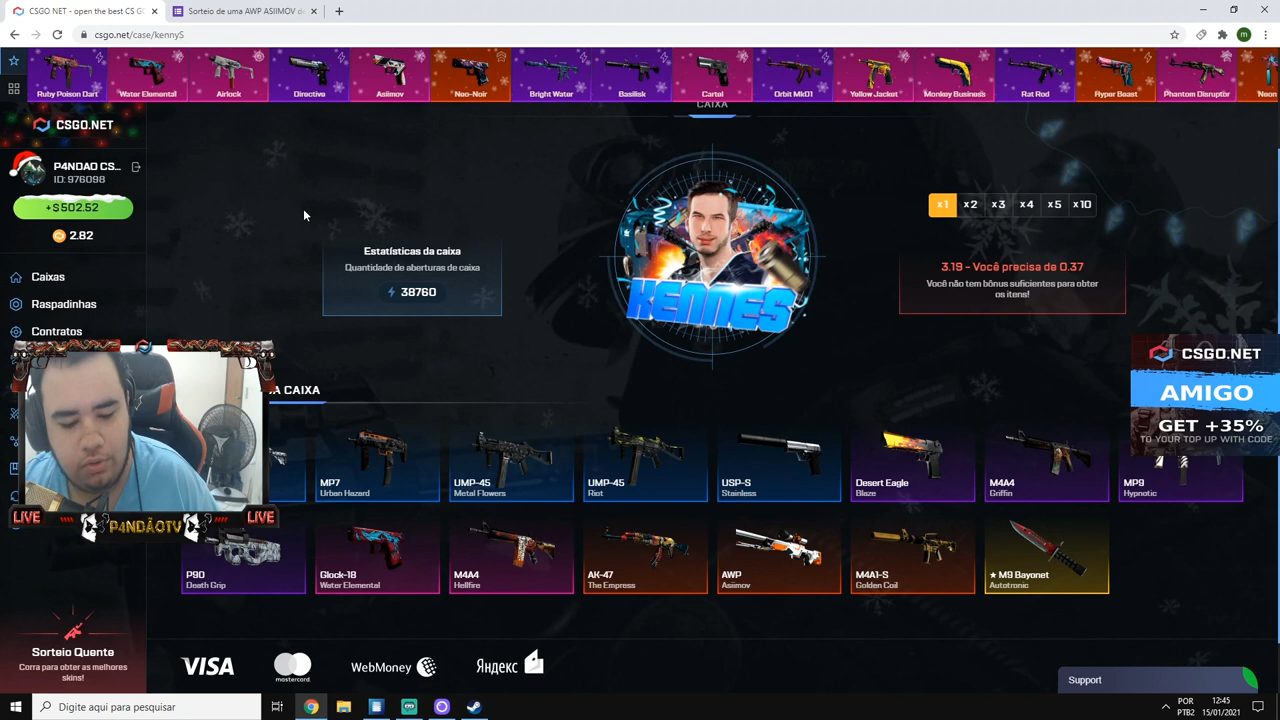 CSGO NET - open the best CS GO
Sorteio de uma AWP ASIIMOV de
csgo.net/case/kennyS
m
Ruby Poison Dart
Water Elemental
Airlock
Directive
Asiimov
Neo-Noir
Bright Water
Basilisk
Cartel
Orbit Mk01
Yellow Jacket
Monkey Business
Rat Rod
Hyper Beast
Phantom Disruptor
Neon
CSGO.NET
CAIXA
P4NDAO CS...
ID: 976098
+$502.52
2.82
x1 x2 x3 x4 x5 x10
Estatísticas da caixa
Quantidade de aberturas de caixa
38760
KENNES
3.19 - Você precisa de 0.37
Você não tem bônus suficientes para obter
os itens!
Caixas
Raspadinhas
Contratos
CSGO.NET
AMIGO
GET +35%
TO YOUR TOP UP WITH CODE
A CAIXA
MP7
Urban Hazard
UMP-45
Metal Flowers
UMP-45
Riot
USP-S
Stainless
Desert Eagle
Blaze
M4A4
Griffin
MP9
Hypnotic
LIVE
P4NDÃOTV
LIVE
P90
Death Grip
Glock-18
Water Elemental
M4A4
Hellfire
AK-47
The Empress
AWP
Asiimov
M4A1-S
Golden Coil
★ M9 Bayonet
Autotronic
Sorteio Quente
Corra para obter as melhores
skins!
VISA
mastercard.
WebMoney
Яндекс
Support
Digite aqui para pesquisar
POR
PTB2
12:45
15/01/2021